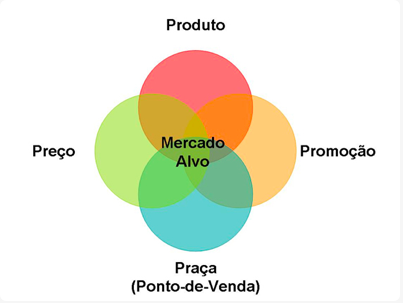 Produto
Preço
Mercado
Alvo
Promoção
Praça
(Ponto-de-Venda)